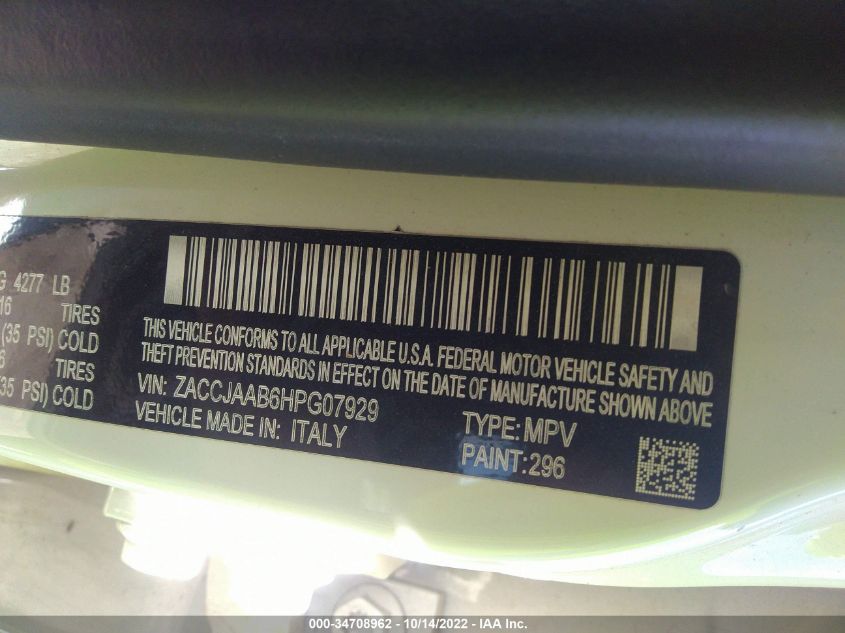 G 4277 LB
16 TIRES
(35 PSI) COLD
6 TIRES
(35 PSI) COLD
THIS VEHICLE CONFORMS TO ALL APPLICABLE U.S.A. FEDERAL MOTOR VEHICLE SAFETY AND
THEFT PREVENTION STANDARDS IN EFFECT ON THE DATE OF MANUFACTURE SHOWN ABOVE
VIN: ZACCJAAB6HPG07929
TYPE: MPV
VEHICLE MADE IN: ITALY
PAINT: 296
000-34708962 - 10/14/2022 - IAA Inc.